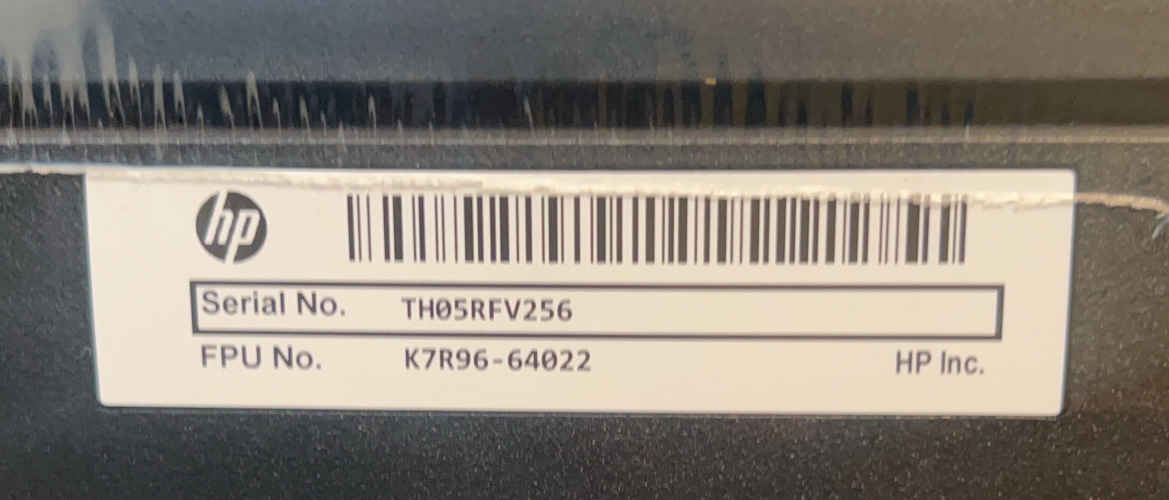 hp
Serial No. TH05RFV256
FPU No. K7R96-64022 HP Inc.